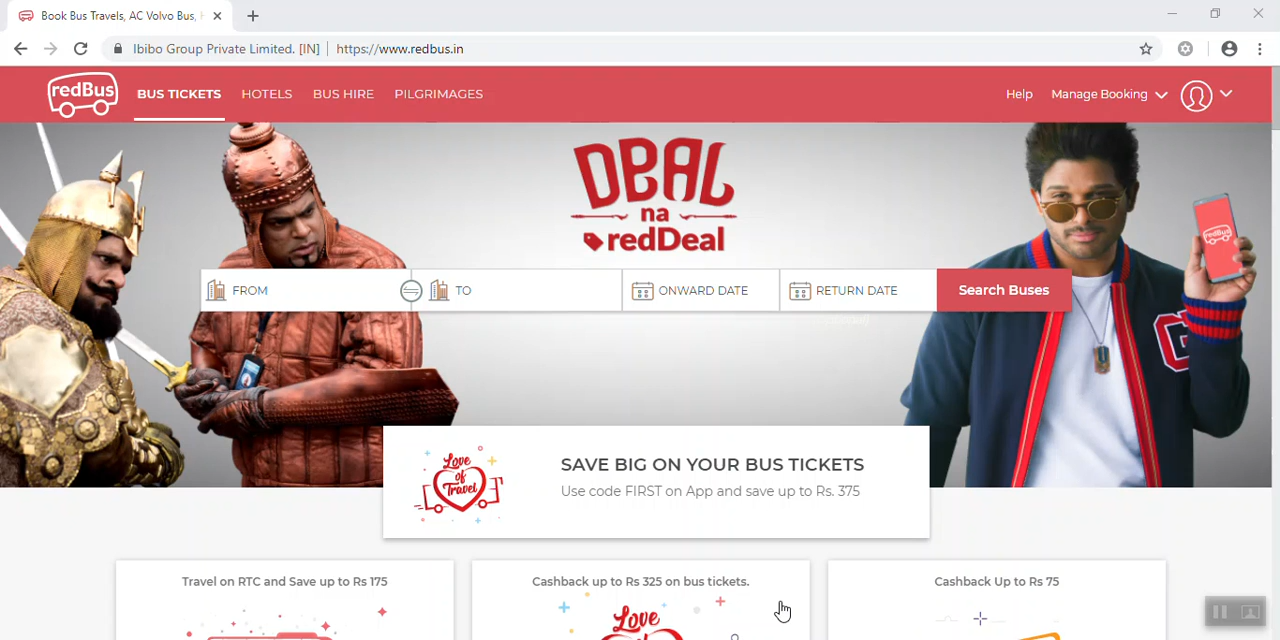 Book Bus Travels, AC Volvo Bus,
Ibibo Group Private Limited. [IN] | https://www.redbus.in
redBus
BUS TICKETS HOTELS BUS HIRE PILGRIMAGES
Help Manage Booking
DEAL
na
redDeal
redBus
FROM TO ONWARD DATE RETURN DATE Search Buses
G
Love
of
Travel
SAVE BIG ON YOUR BUS TICKETS
Use code FIRST on App and save up to Rs. 375
Travel on RTC and Save up to Rs 175
Cashback up to Rs 325 on bus tickets.
Cashback Up to Rs 75
Love